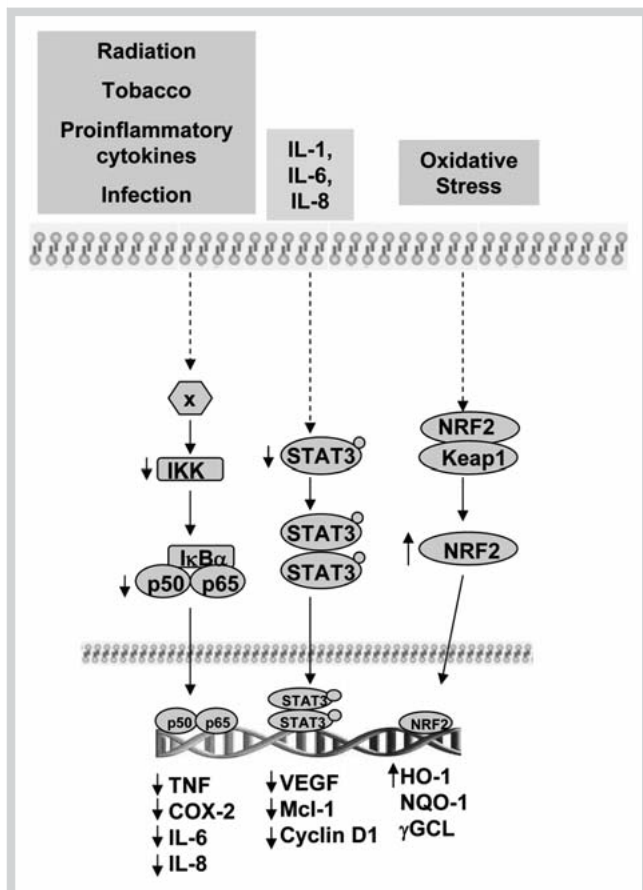 Radiation
Tobacco
Proinflammatory
cytokines
Infection
IL-1,
IL-6,
IL-8
Oxidative
Stress
x
↓ IKK
IκBα
↓ p50 p65
↓ STAT3
STAT3
STAT3
NRF2
Keap1
↑ NRF2
p50 p65
STAT3
STAT3
NRF2
↓ TNF
↓ COX-2
↓ IL-6
↓ IL-8
↓ VEGF
↓ Mcl-1
↓ Cyclin D1
↑ HO-1
NQO-1
γGCL